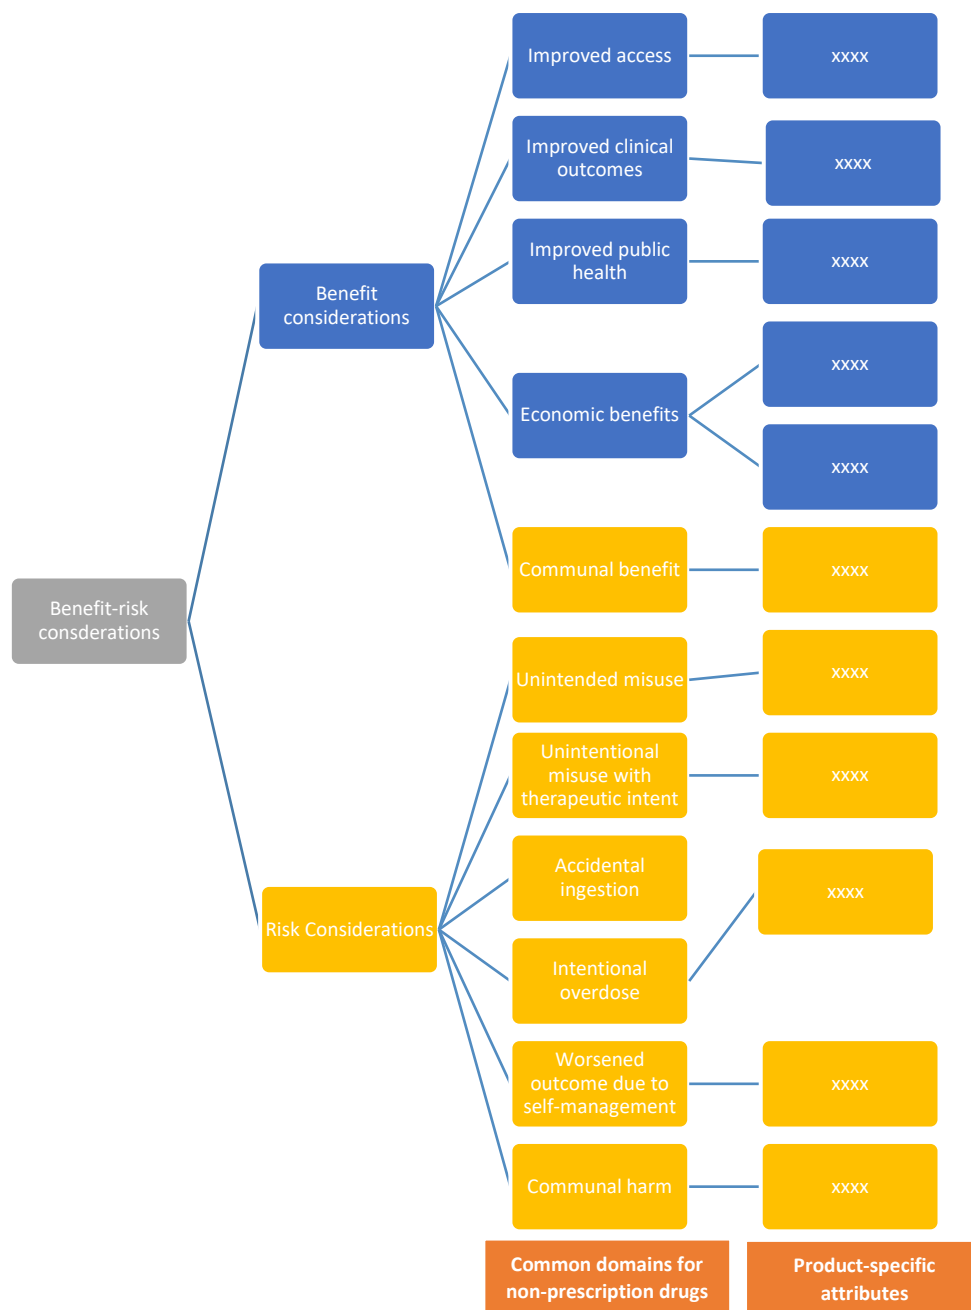 Improved access
xxxx
Improved clinical
outcomes
xxxx
Improved public
health
xxxx
Benefit
considerations
xxxx
Economic benefits
xxxx
Communal benefit
xxxx
Benefit-risk
consderations
Unintended misuse
xxxx
Unintentional
misuse with
therapeutic intent
xxxx
Accidental
ingestion
xxxx
Risk Considerations
Intentional
overdose
Worsened
outcome due to
self-management
xxxx
Communal harm
xxxx
Common domains for
non-prescription drugs
Product-specific
attributes